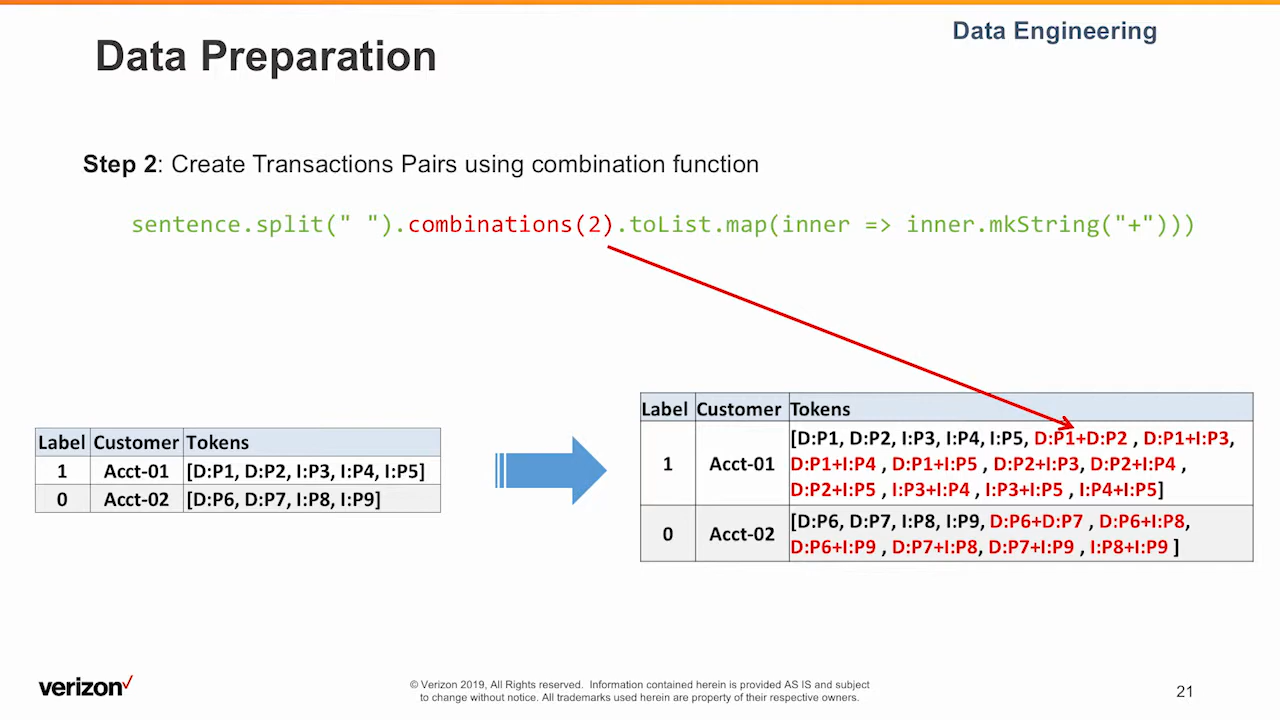 Data Engineering
Data Preparation
Step 2: Create Transactions Pairs using combination function
sentence.split(" ").combinations(2).toList.map(inner => inner.mkString("+")))
Label Customer Tokens
1 Acct-01 [D:P1, D:P2, I:P3, I:P4, I:P5]
0 Acct-02 [D:P6, D:P7, I:P8, I:P9]
Label Customer Tokens
1 Acct-01 [D:P1, D:P2, I:P3, I:P4, I:P5, D:P1+D:P2 , D:P1+I:P3,
D:P1+I:P4 , D:P1+I:P5 , D:P2+I:P3, D:P2+I:P4 ,
D:P2+I:P5 , I:P3+I:P4 , I:P3+I:P5 , I:P4+I:P5]
0 Acct-02 [D:P6, D:P7, I:P8, I:P9, D:P6+D:P7 , D:P6+I:P8,
D:P6+I:P9 , D:P7+I:P8, D:P7+I:P9 , I:P8+I:P9 ]
verizon
© Verizon 2019, All Rights reserved. Information contained herein is provided AS IS and subject
to change without notice. All trademarks used herein are property of their respective owners.
21